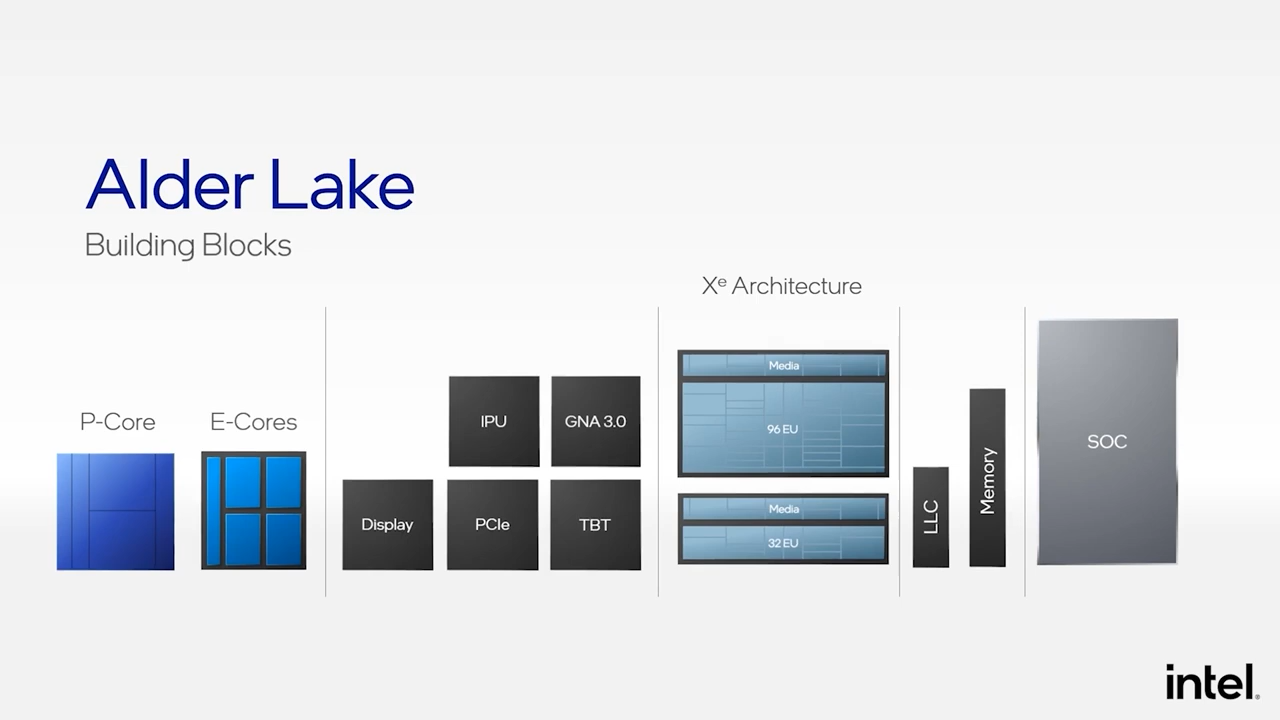 Alder Lake
Building Blocks
Xᵉ Architecture
P-Core
E-Cores
IPU
GNA 3.0
Display
PCIe
TBT
Media
96 EU
Media
32 EU
LLC
Memory
SOC
intel.